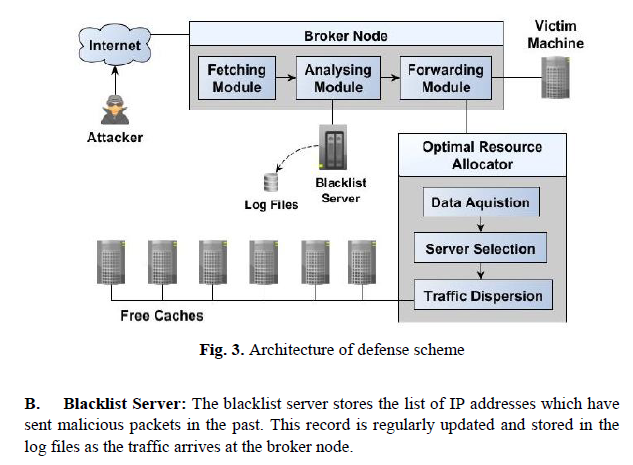 Internet
Broker Node
Victim
Machine
Fetching
Module
Analysing
Module
Forwarding
Module
Attacker
Log Files
Blacklist
Server
Optimal Resource
Allocator
Data Aquistion
Server Selection
Traffic Dispersion
Free Caches
Fig. 3. Architecture of defense scheme
B. Blacklist Server: The blacklist server stores the list of IP addresses which have
sent malicious packets in the past. This record is regularly updated and stored in the
log files as the traffic arrives at the broker node.